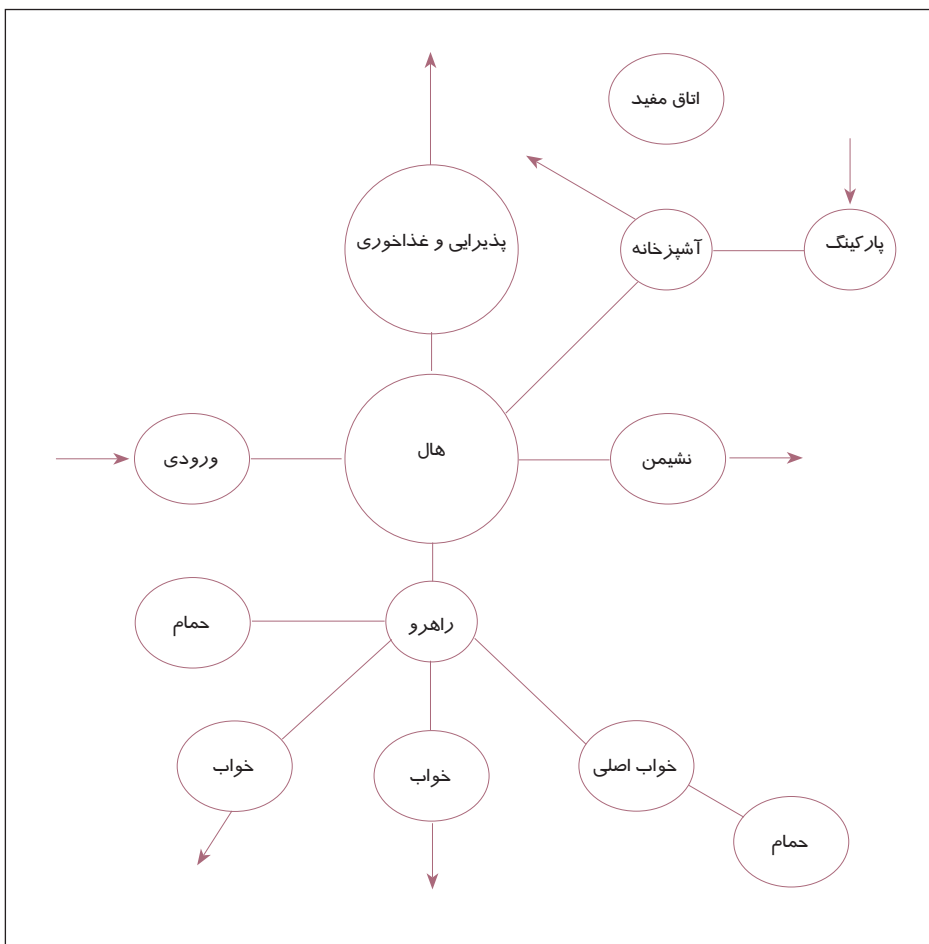 اتاق مفید
پذیرایی و غذاخوری
آشپزخانه
پارکینگ
ورودی
هال
نشیمن
حمام
راهرو
خواب
خواب
خواب اصلی
حمام